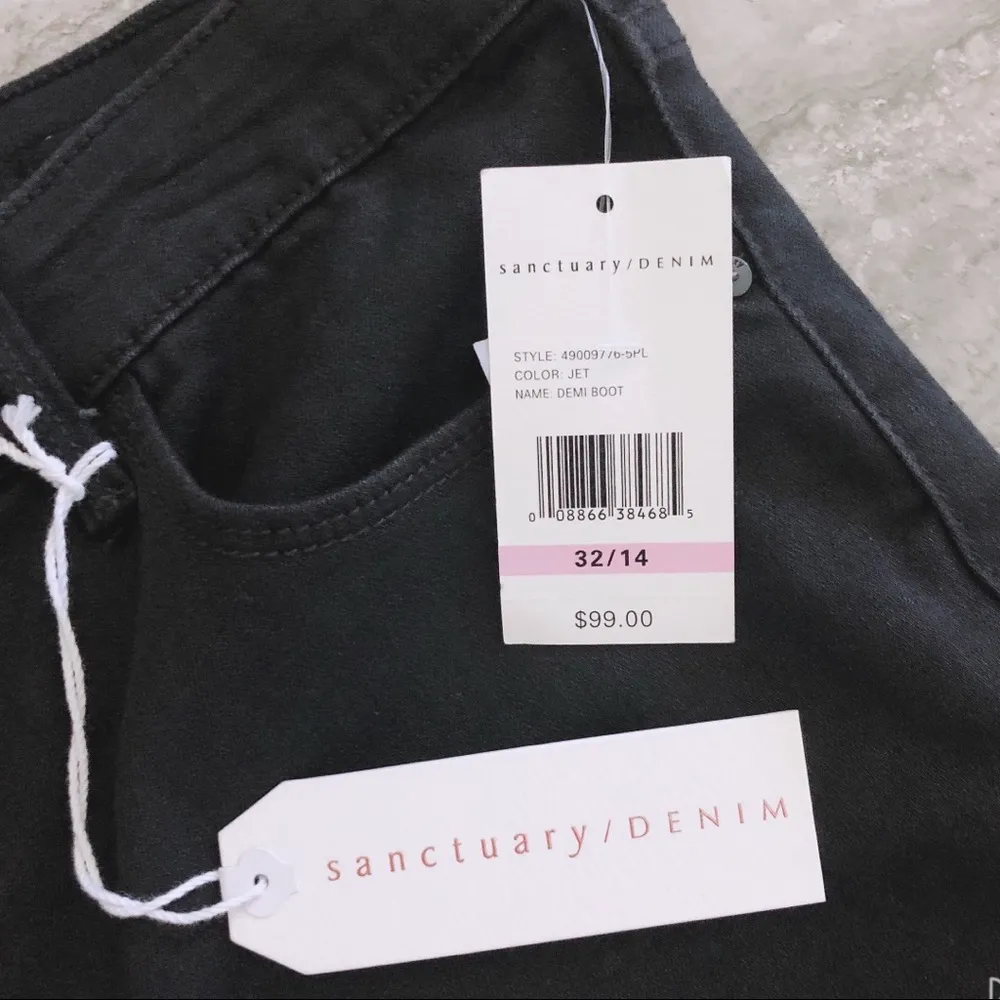 sanctuary/DENIM
STYLE: 49009776-5PL
COLOR: JET
NAME: DEMI BOOT
0 08866 38468 5
32/14
$99.00
sanctuary/DENIM